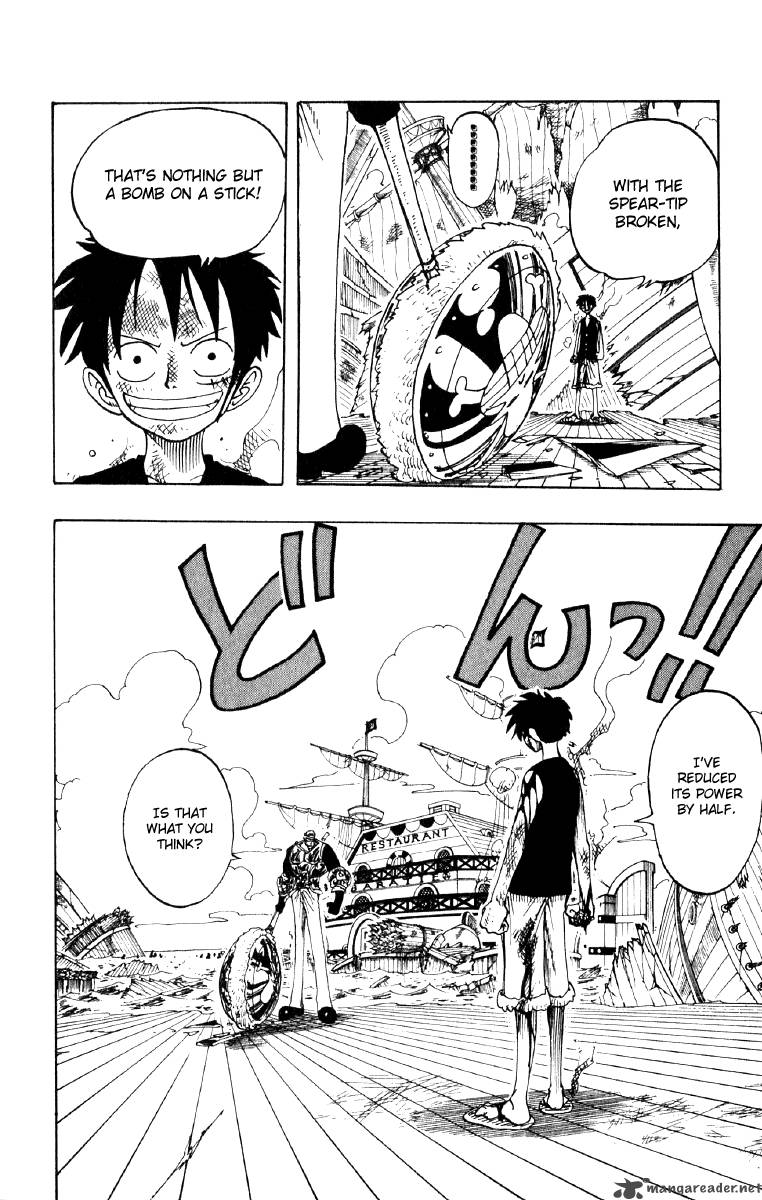 WITH THE
SPEAR-TIP
BROKEN,
THAT'S NOTHING BUT
A BOMB ON A STICK!
どんっ!!
I'VE
REDUCED
ITS POWER
BY HALF.
IS THAT
WHAT YOU
THINK?
RESTAURANT
mangareader.net